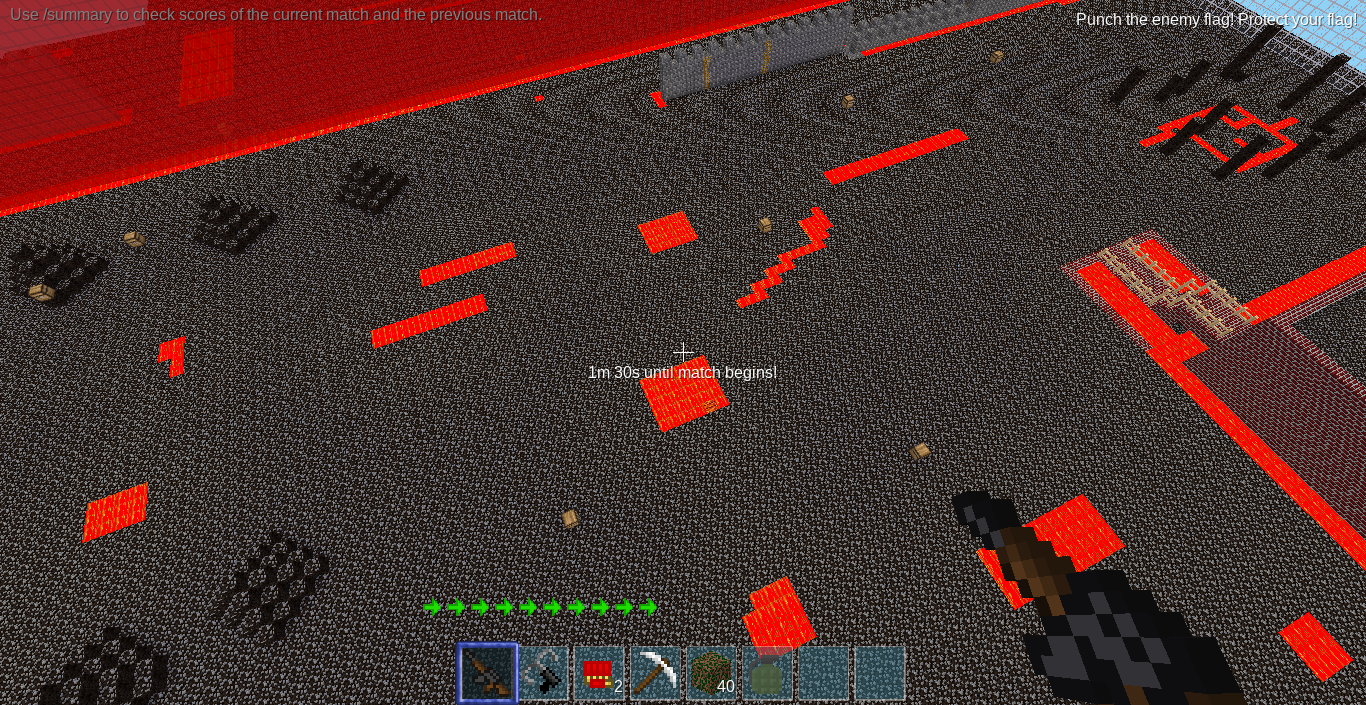 Use /summary to check scores of the current match and the previous match.
Punch the enemy flag! Protect your flag!
1m 30s until match begins!
2
40